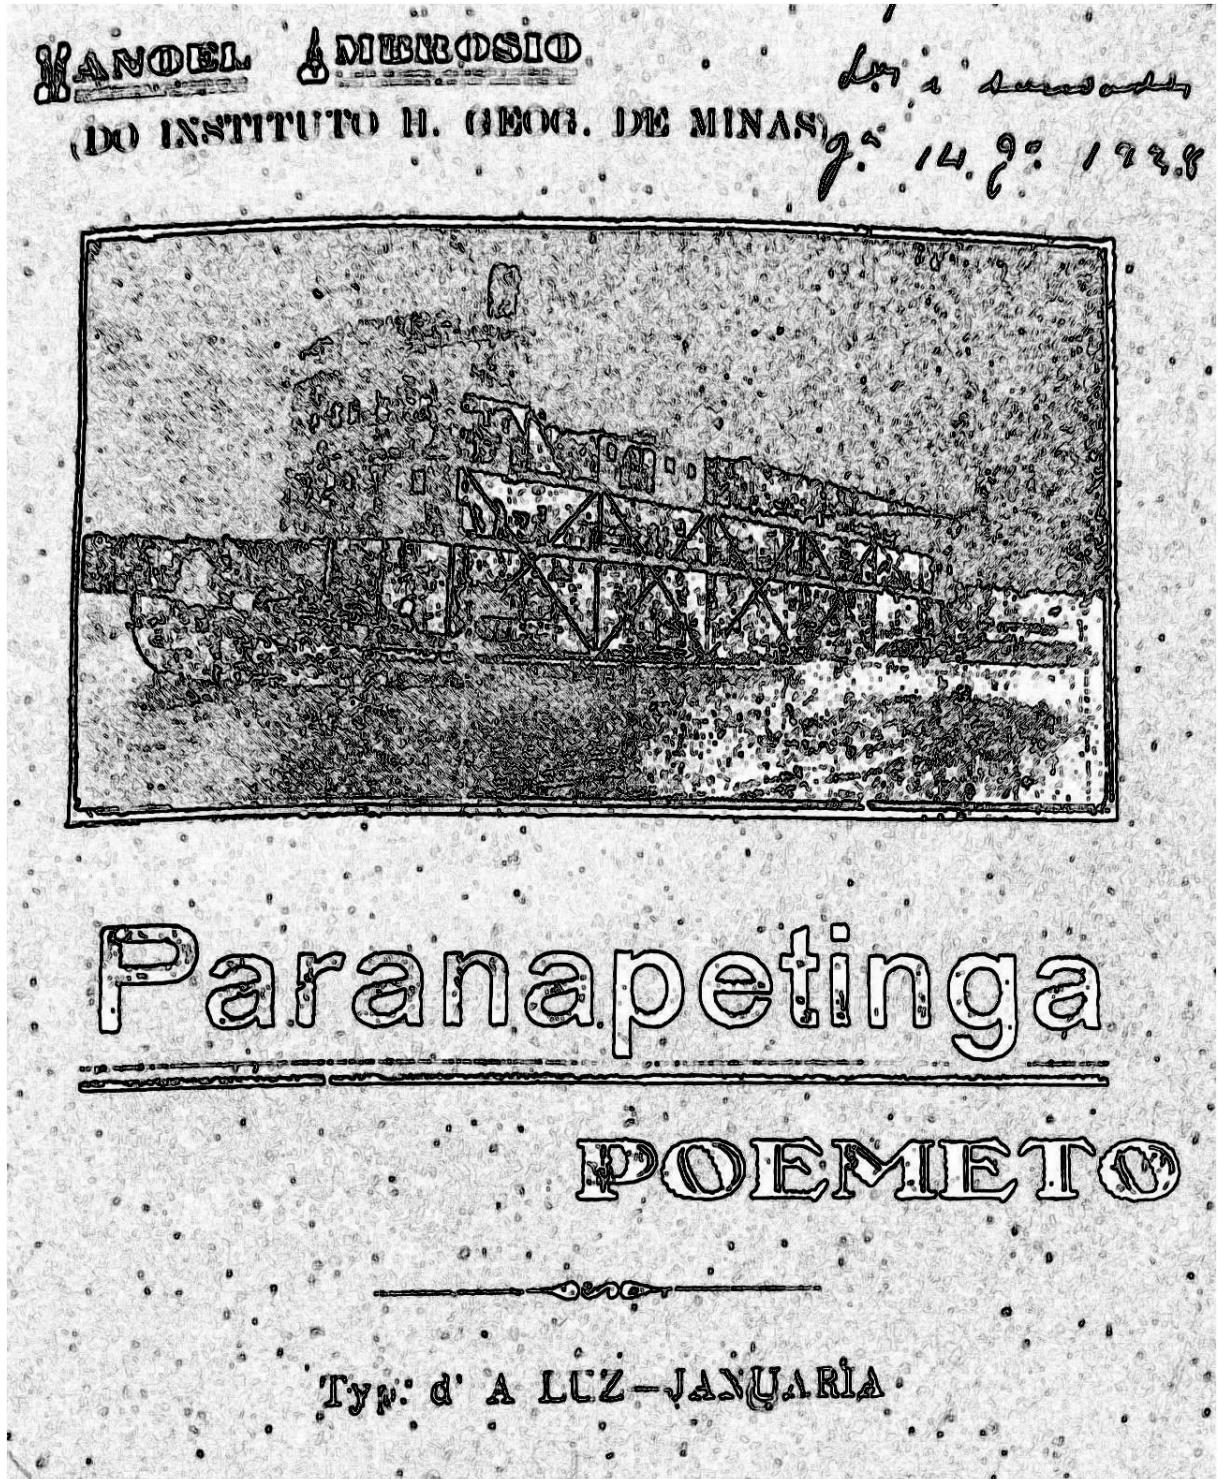 MANOEL AMBROSIO
(DO INSTITUTO H. GEOG. DE MINAS)
14.
Paranapetinga
POEMETO
Typ. d' A LUZ—JANUARIA